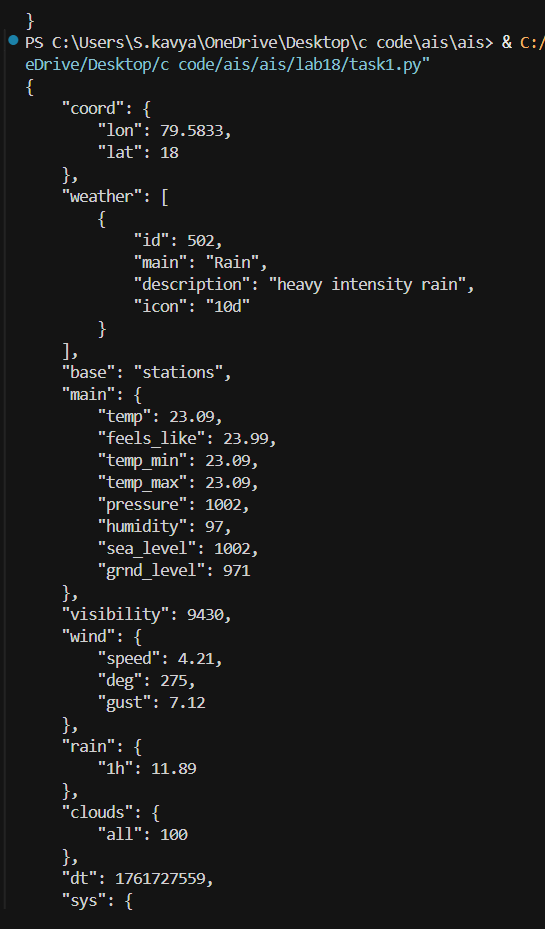 }
PS C:\Users\S.kavya\OneDrive\Desktop\c code\ais\ais> & C:/
eDrive/Desktop/c code/ais/ais/lab18/task1.py"
{
    "coord": {
        "lon": 79.5833,
        "lat": 18
    },
    "weather": [
        {
            "id": 502,
            "main": "Rain",
            "description": "heavy intensity rain",
            "icon": "10d"
        }
    ],
    "base": "stations",
    "main": {
        "temp": 23.09,
        "feels_like": 23.99,
        "temp_min": 23.09,
        "temp_max": 23.09,
        "pressure": 1002,
        "humidity": 97,
        "sea_level": 1002,
        "grnd_level": 971
    },
    "visibility": 9430,
    "wind": {
        "speed": 4.21,
        "deg": 275,
        "gust": 7.12
    },
    "rain": {
        "1h": 11.89
    },
    "clouds": {
        "all": 100
    },
    "dt": 1761727559,
    "sys": {